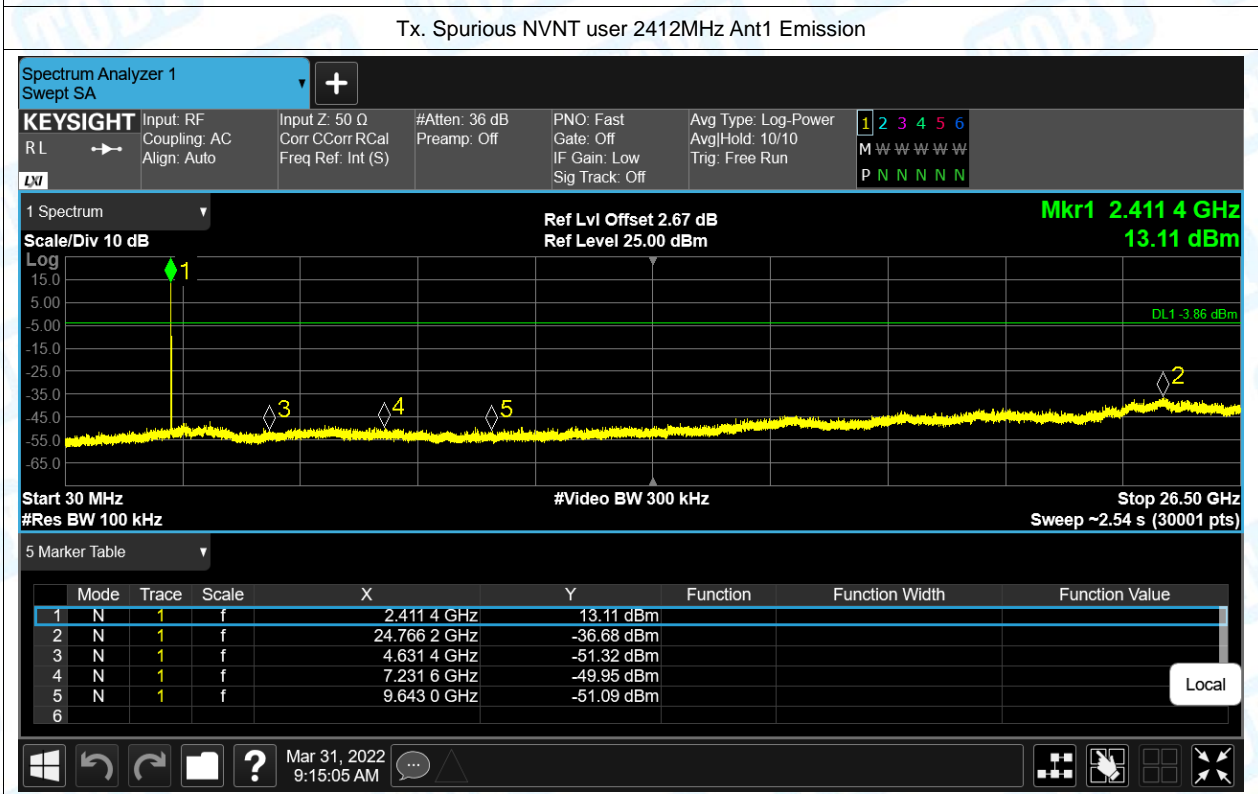 Tx. Spurious NVNT user 2412MHz Ant1 Emission
Spectrum Analyzer 1
Swept SA
+
KEYSIGHT
R L
LXI
Input: RF
Coupling: AC
Align: Auto
Input Z: 50 Ω
Corr CCorr RCal
Freq Ref: Int (S)
#Atten: 36 dB
Preamp: Off
PNO: Fast
Gate: Off
IF Gain: Low
Sig Track: Off
Avg Type: Log-Power
Avg|Hold: 10/10
Trig: Free Run
1 2 3 4 5 6
M W W W W W
P N N N N N
1 Spectrum
Scale/Div 10 dB
Ref Lvl Offset 2.67 dB
Ref Level 25.00 dBm
Mkr1 2.411 4 GHz
13.11 dBm
Log
15.0
5.00
-5.00
-15.0
-25.0
-35.0
-45.0
-55.0
-65.0
1
DL1 -3.86 dBm
2
3
4
5
Start 30 MHz
#Video BW 300 kHz
Stop 26.50 GHz
#Res BW 100 kHz
Sweep ~2.54 s (30001 pts)
5 Marker Table
Mode Trace Scale X Y Function Function Width Function Value
1 N 1 f 2.411 4 GHz 13.11 dBm
2 N 1 f 24.766 2 GHz -36.68 dBm
3 N 1 f 4.631 4 GHz -51.32 dBm
4 N 1 f 7.231 6 GHz -49.95 dBm
5 N 1 f 9.643 0 GHz -51.09 dBm
6
Local
?
Mar 31, 2022
9:15:05 AM